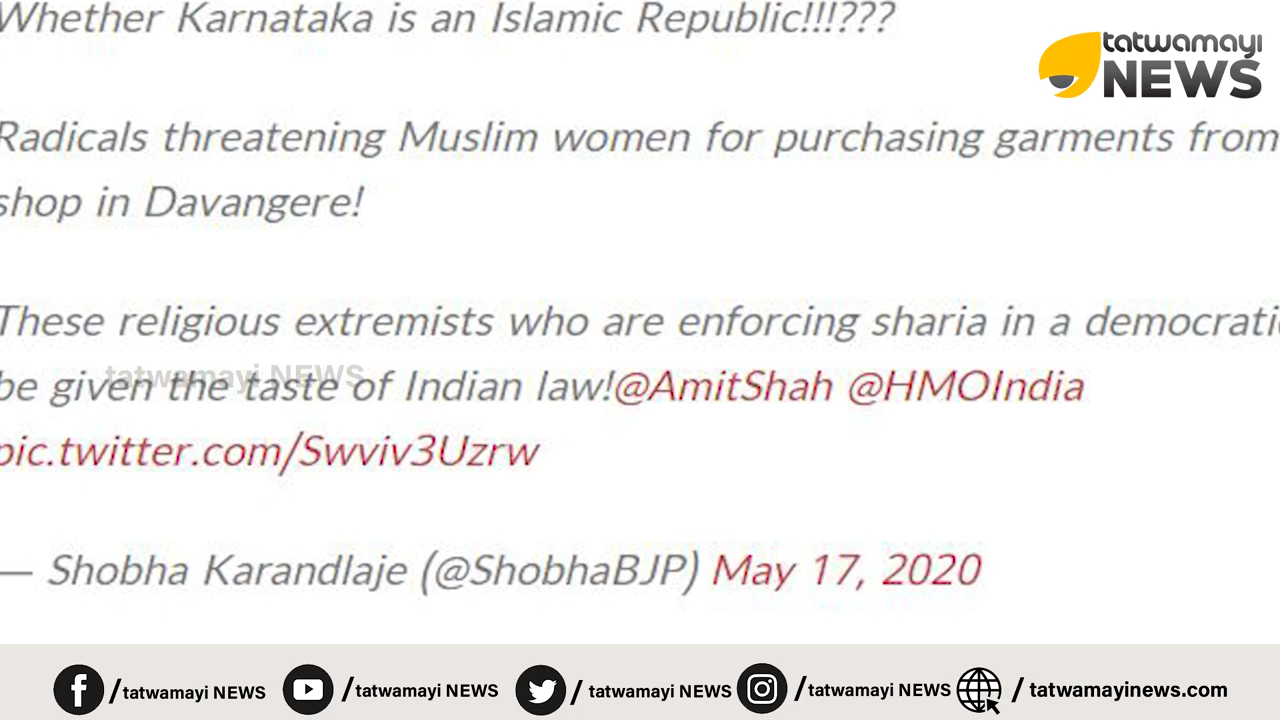 Whether Karnataka is an Islamic Republic!!!???
tatwamayi
NEWS
Radicals threatening Muslim women for purchasing garments from
shop in Davangere!
These religious extremists who are enforcing sharia in a democrati
tatwamayi NEWS
be given the taste of Indian law!@AmitShah @HMOIndia
pic.twitter.com/Swviv3Uzrw
— Shobha Karandlaje (@ShobhaBJP) May 17, 2020
/tatwamayi NEWS /tatwamayi NEWS / tatwamayi NEWS /tatwamayi NEWS / tatwamayinews.com